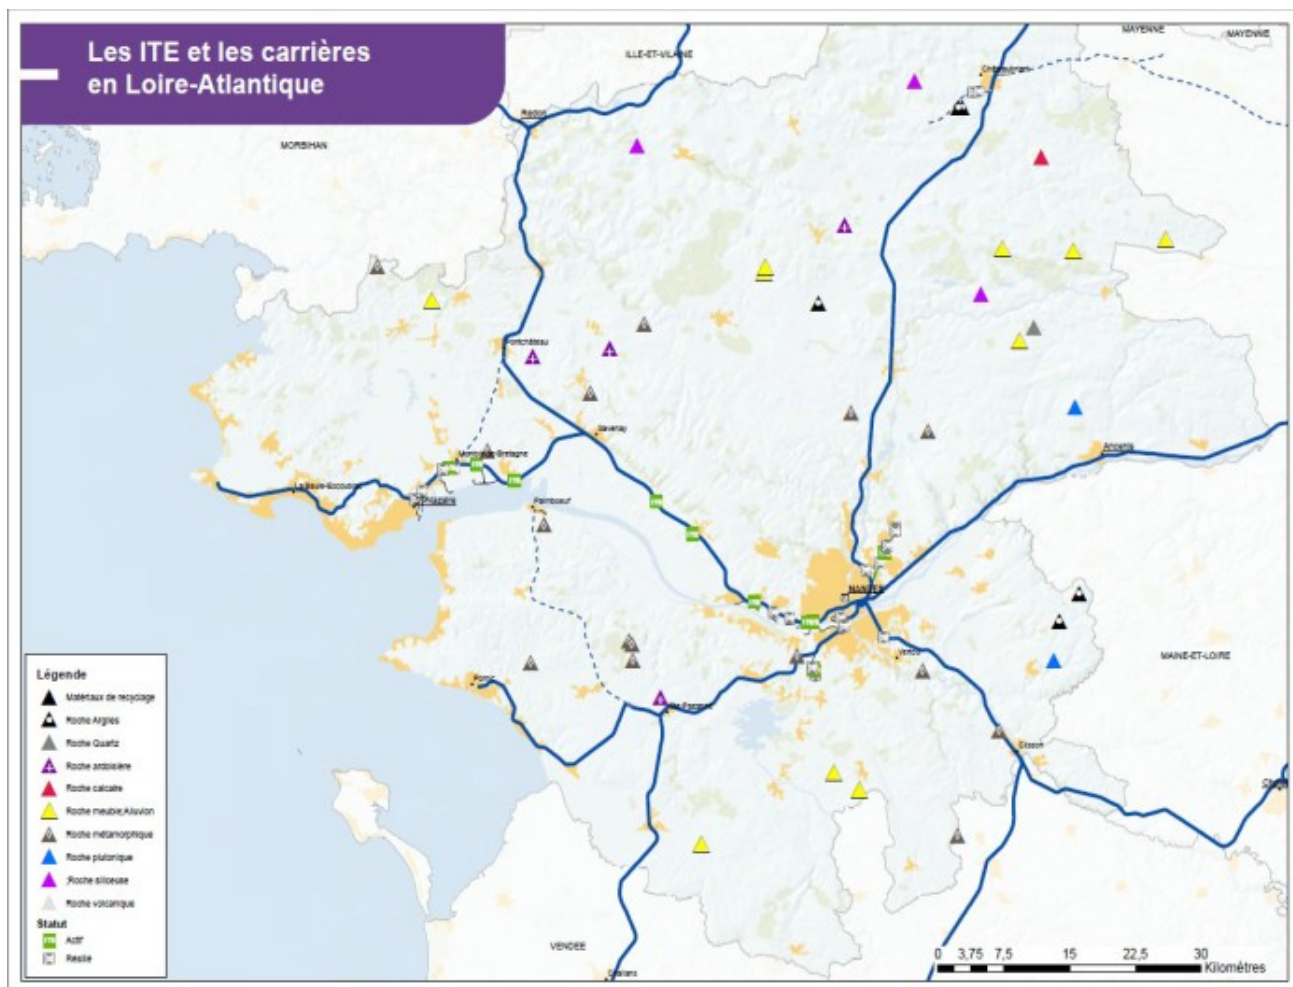 Les ITE et les carrières
en Loire-Atlantique
MAYENNE
MAYENNE
ILLE-ET-VILAINE
Châteaubriant
Redon
MORBIHAN
Pontchâteau
Savenay
Ancenis
Montoir-de-Bretagne
La Baule-Escoublac
Paimboeuf
NANTES
Vertou
MAINE-ET-LOIRE
Pornic
Clisson
VENDEE
Challans
Légende
Matériaux de recyclage
Roche Argiles
Roche Quartz
Roche ardoisière
Roche calcaire
Roche meuble;Alluvion
Roche métamorphique
Roche plutonique
;Roche siliceuse
Roche volcanique
Statut
Actif
Résilié
0 3,75 7,5 15 22,5 30
Kilomètres